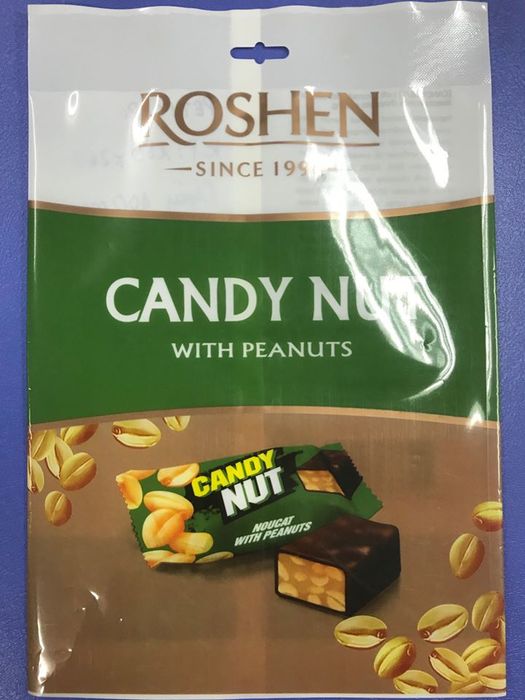 ROSHEN
CANDY NUT
WITH PEANUTS
CANDY
NUT
NOUGAT
WITH PEANUTS
SINCE